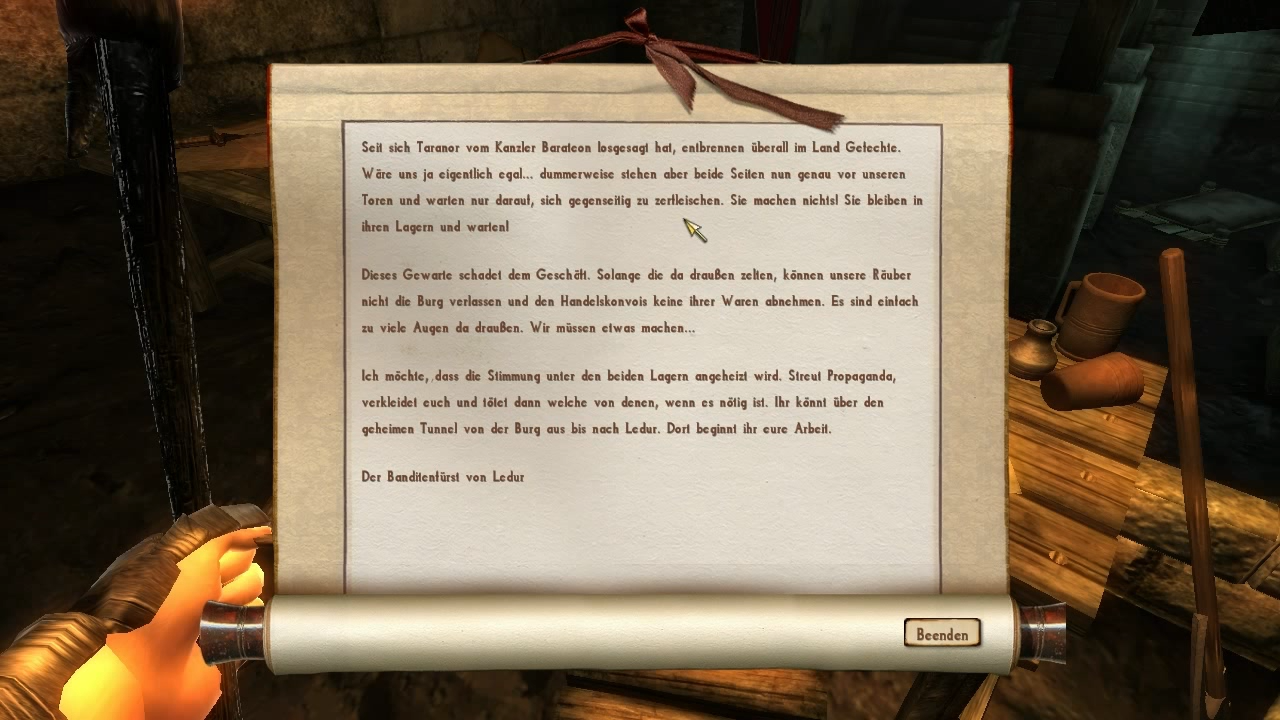 Seit sich Taranor vom Kanzler Barateon losgesagt hat, entbrennen überall im Land Gefechte.
Wäre uns ja eigentlich egal... dummerweise stehen aber beide Seiten nun genau vor unseren
Toren und warten nur darauf, sich gegenseitig zu zerfleischen. Sie machen nichts! Sie bleiben in
ihren Lagern und warten!
Dieses Gewarte schadet dem Geschäft. Solange die da draußen zelten, können unsere Räuber
nicht die Burg verlassen und den Handelskonvois keine ihrer Waren abnehmen. Es sind einfach
zu viele Augen da draußen. Wir müssen etwas machen...
Ich möchte, dass die Stimmung unter den beiden Lagern angeheizt wird. Streut Propaganda,
verkleidet euch und tötet dann welche von denen, wenn es nötig ist. Ihr könnt über den
geheimen Tunnel von der Burg aus bis nach Ledur. Dort beginnt ihr eure Arbeit.
Der Banditenfürst von Ledur
Beenden